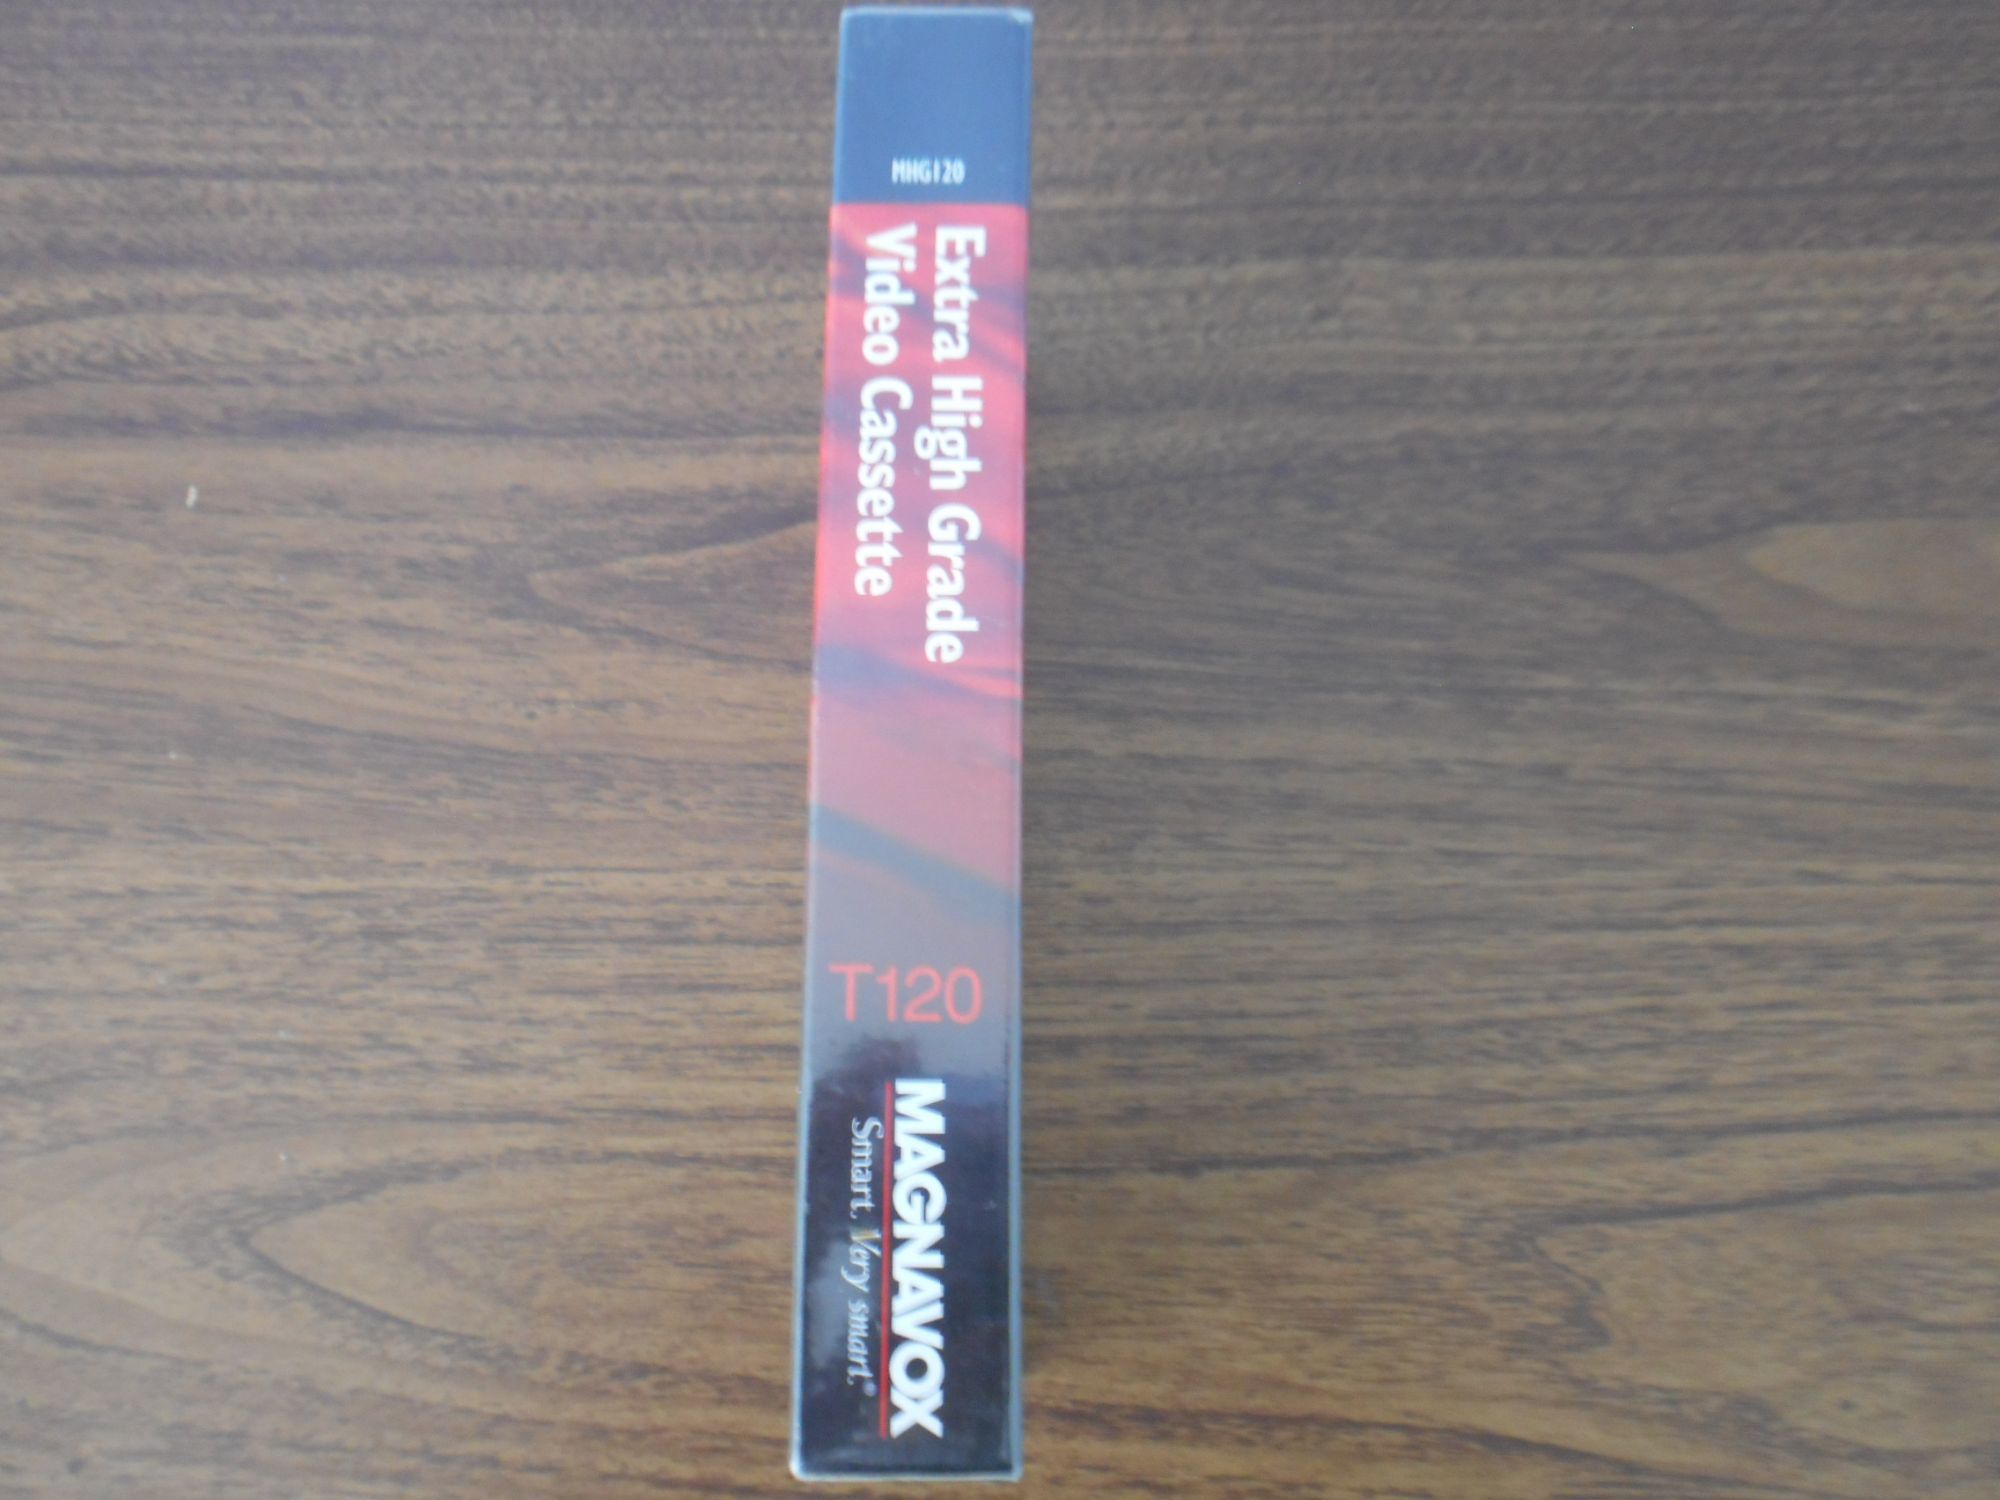 MHG120
Extra High Grade
Video Cassette
T120
MAGNAVOX
Smart. Very smart.®